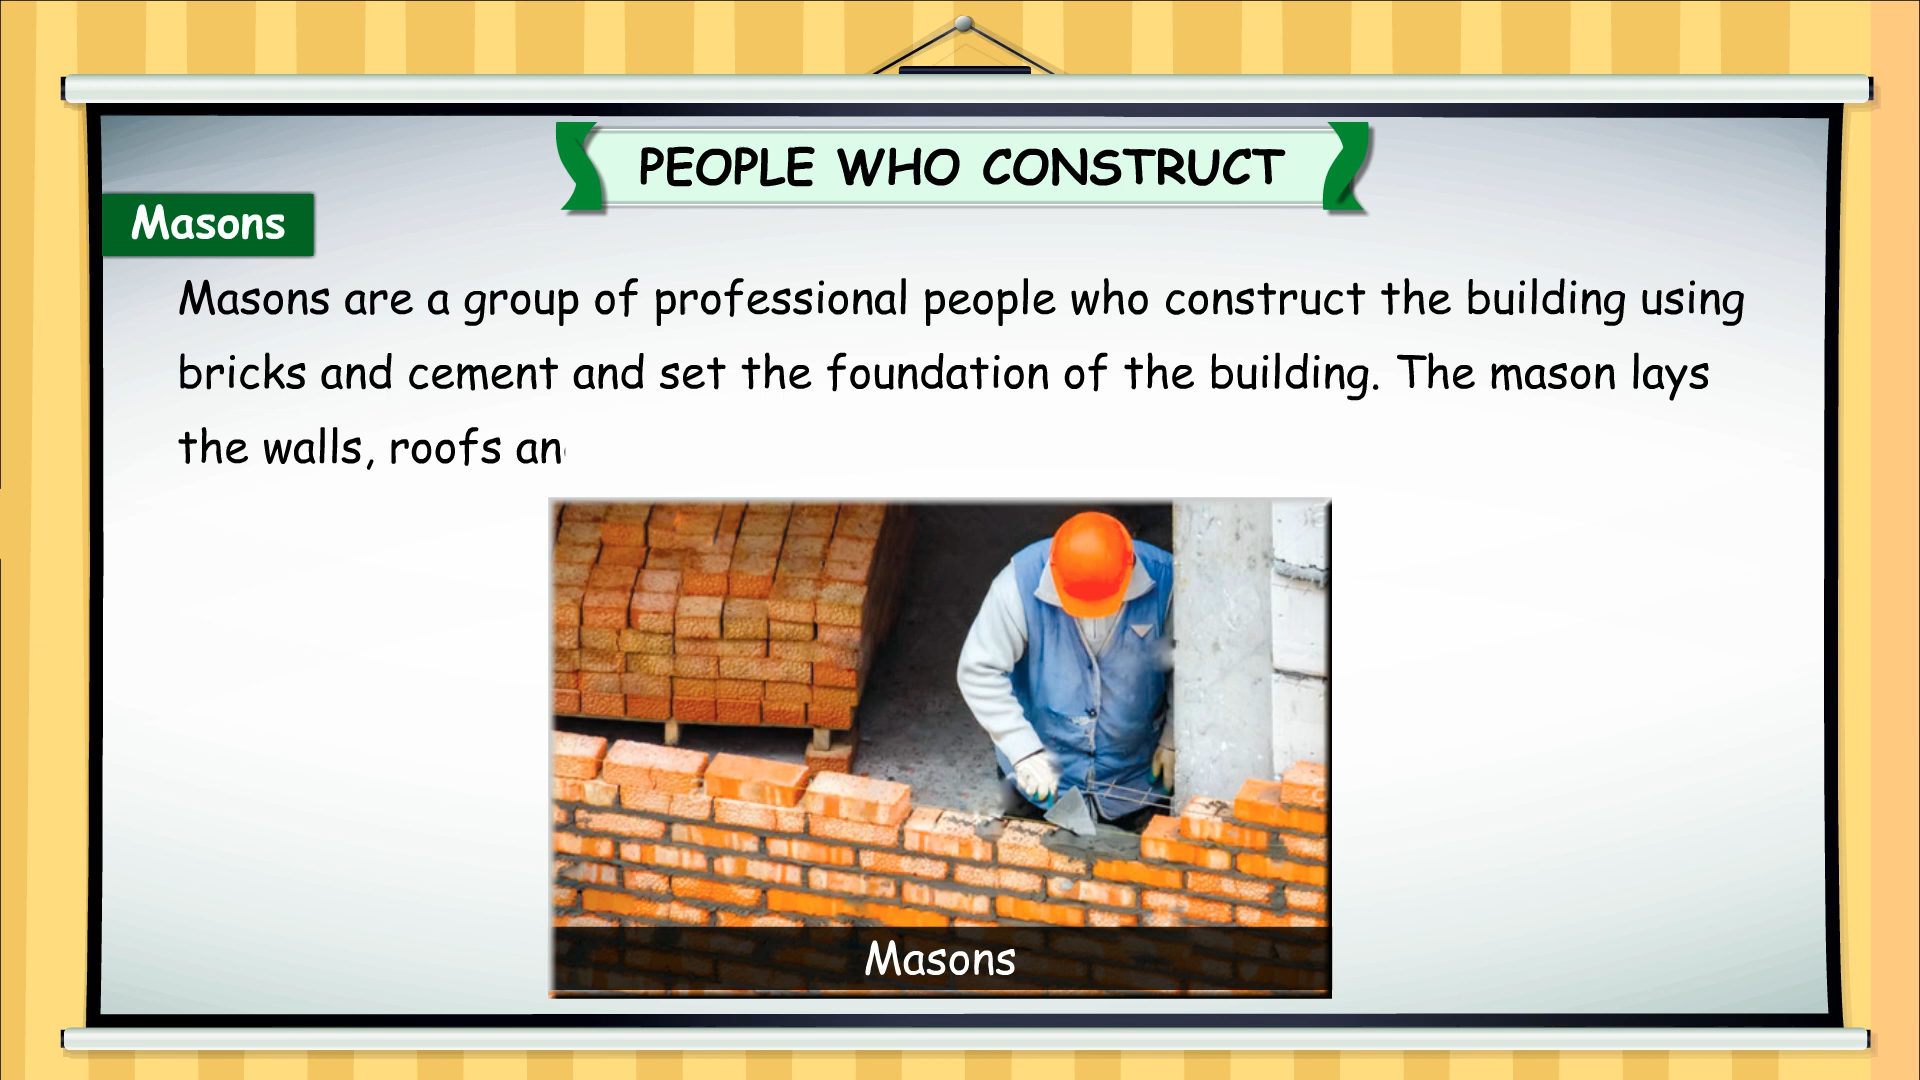 PEOPLE WHO CONSTRUCT
Masons
Masons are a group of professional people who construct the building using
bricks and cement and set the foundation of the building. The mason lays
the walls, roofs an
Masons